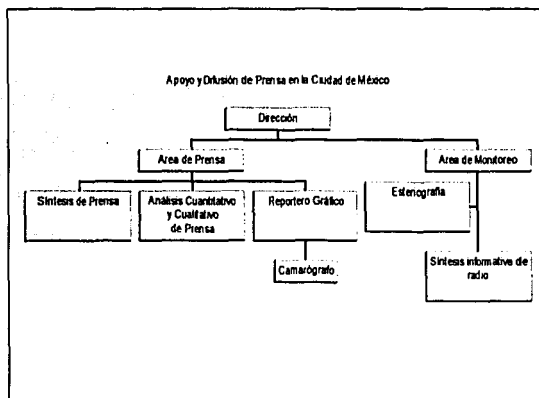 Apoyo y Difusión de Prensa en la Ciudad de México
Dirección
Area de Prensa
Area de Monitoreo
Síntesis de Prensa
Análisis Cuantitativo
y Cualitativo
de Prensa
Reportero Gráfico
Estenografía
Camarógrafo
Síntesis informativa de
radio